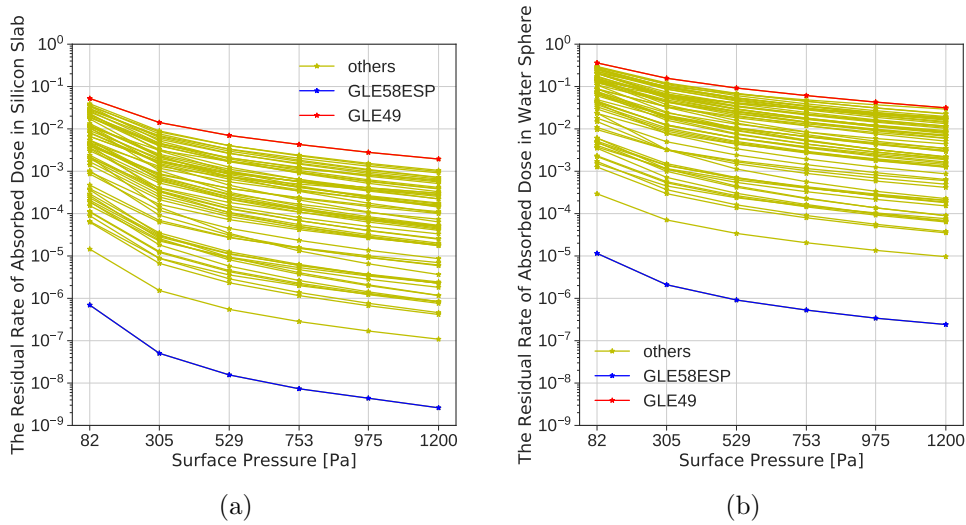 The Residual Rate of Absorbed Dose in Silicon Slab
10⁰
10⁻¹
10⁻²
10⁻³
10⁻⁴
10⁻⁵
10⁻⁶
10⁻⁷
10⁻⁸
10⁻⁹
others
GLE58ESP
GLE49
82 305 529 753 975 1200
Surface Pressure [Pa]
(a)
The Residual Rate of Absorbed Dose in Water Sphere
10⁰
10⁻¹
10⁻²
10⁻³
10⁻⁴
10⁻⁵
10⁻⁶
10⁻⁷
10⁻⁸
10⁻⁹
others
GLE58ESP
GLE49
82 305 529 753 975 1200
Surface Pressure [Pa]
(b)